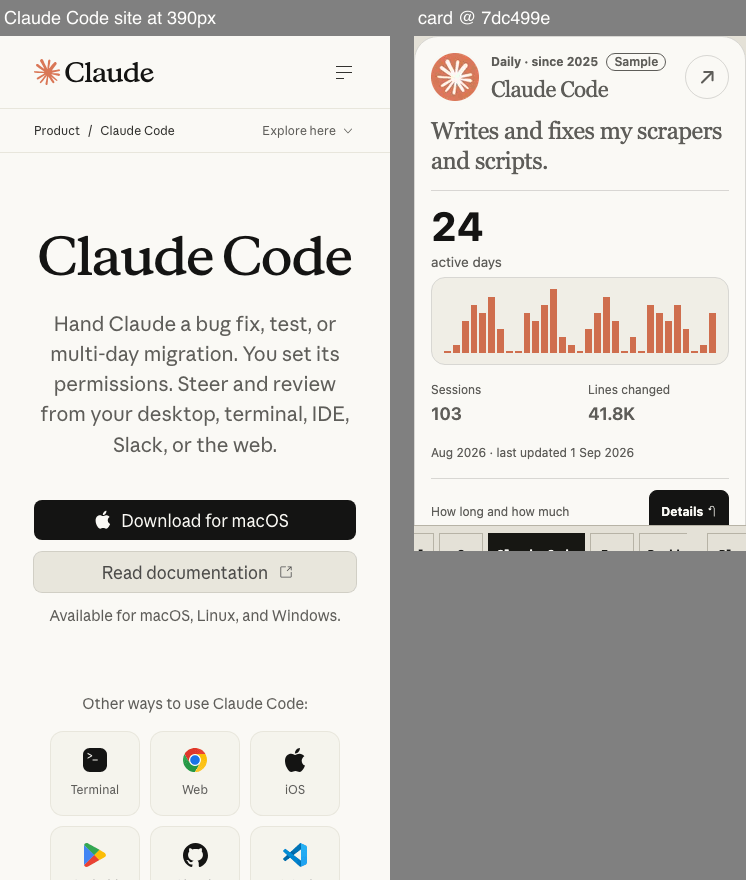 Claude Code site at 390px
Claude
Product / Claude Code
Explore here
Claude Code
Hand Claude a bug fix, test, or
multi-day migration. You set its
permissions. Steer and review
from your desktop, terminal, IDE,
Slack, or the web.
Download for macOS
Read documentation
Available for macOS, Linux, and Windows.
Other ways to use Claude Code:
>_
Terminal
Web
iOS
card @ 7dc499e
Daily · since 2025
Sample
Claude Code
Writes and fixes my scrapers
and scripts.
24
active days
Sessions
Lines changed
103
41.8K
Aug 2026 · last updated 1 Sep 2026
How long and how much
Details